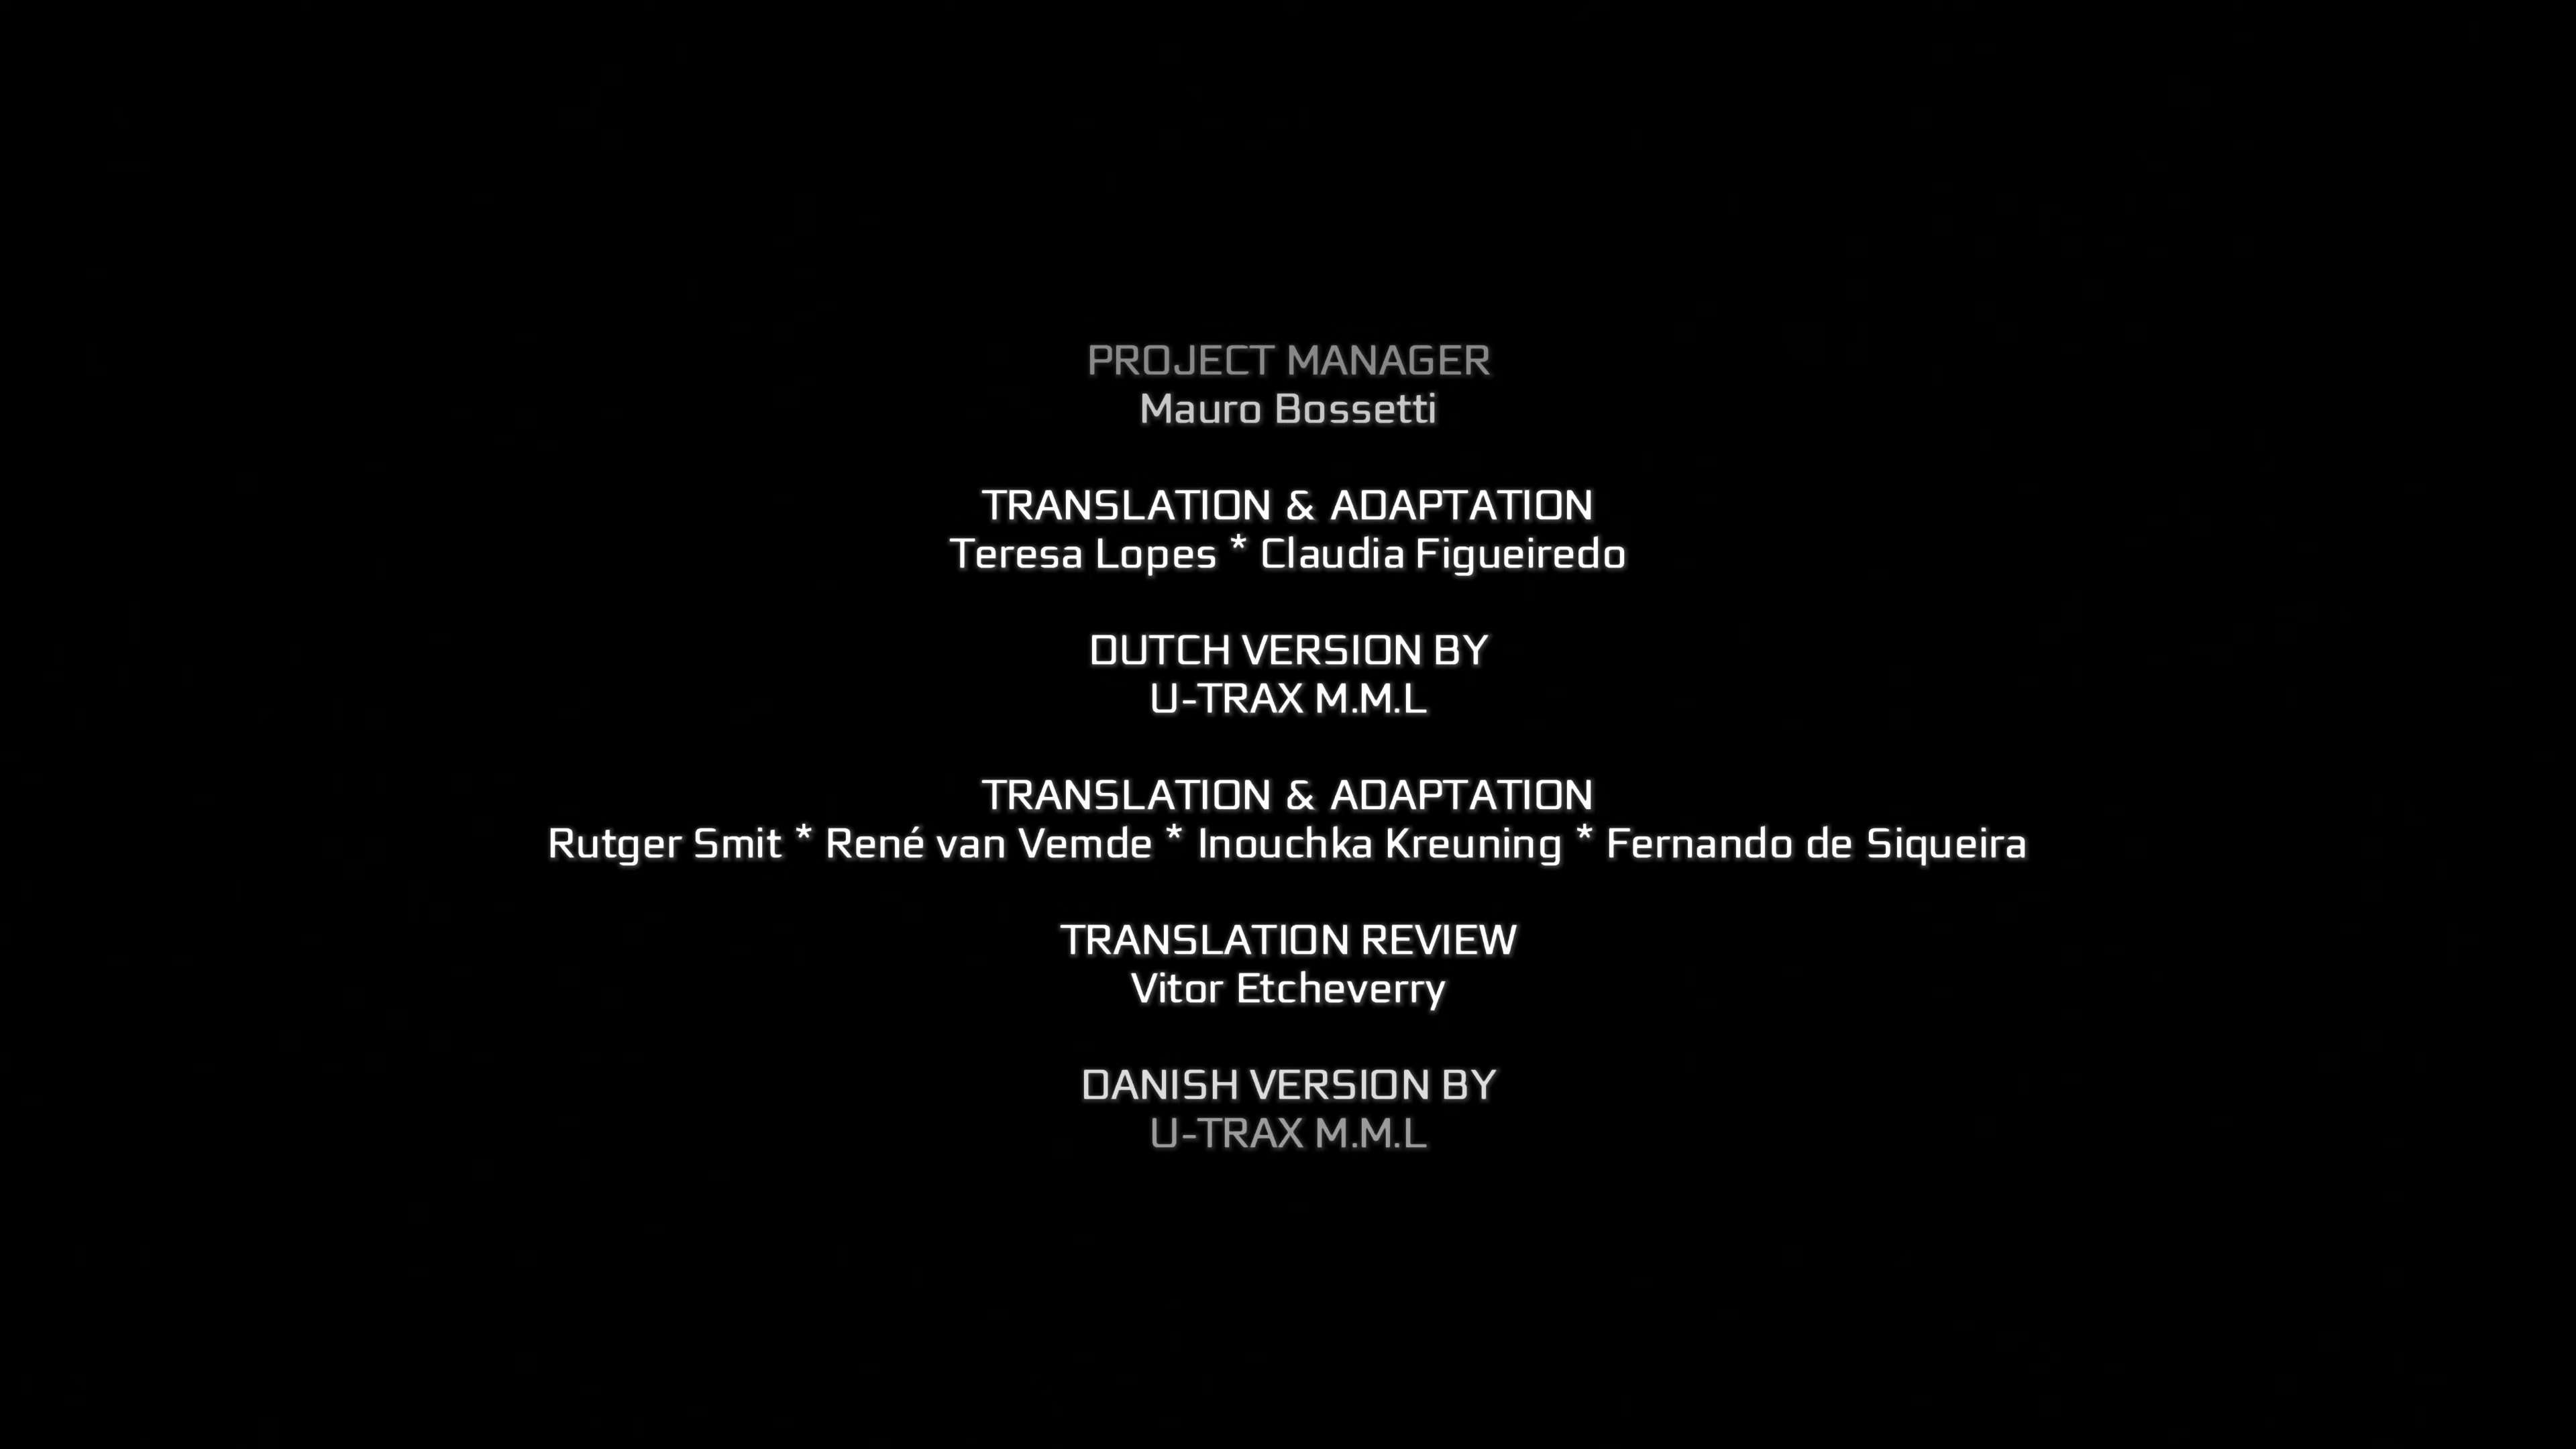 PROJECT MANAGER
Mauro Bossetti
TRANSLATION & ADAPTATION
Teresa Lopes * Claudia Figueiredo
DUTCH VERSION BY
U-TRAX M.M.L
TRANSLATION & ADAPTATION
Rutger Smit * René van Vemde * Inouchka Kreuning * Fernando de Siqueira
TRANSLATION REVIEW
Vitor Etcheverry
DANISH VERSION BY
U-TRAX M.M.L